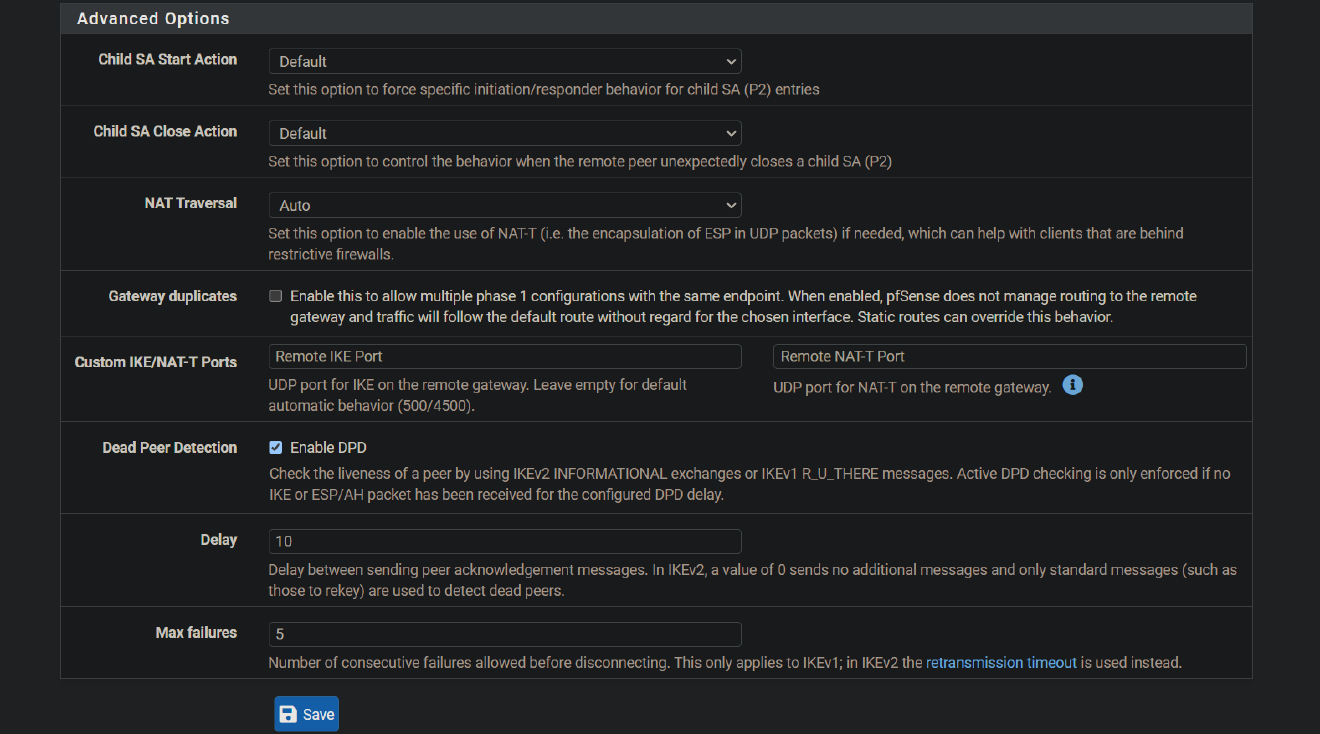 Advanced Options
Child SA Start Action
Default
Set this option to force specific initiation/responder behavior for child SA (P2) entries
Child SA Close Action
Default
Set this option to control the behavior when the remote peer unexpectedly closes a child SA (P2)
NAT Traversal
Auto
Set this option to enable the use of NAT-T (i.e. the encapsulation of ESP in UDP packets) if needed, which can help with clients that are behind
restrictive firewalls.
Gateway duplicates
Enable this to allow multiple phase 1 configurations with the same endpoint. When enabled, pfSense does not manage routing to the remote
gateway and traffic will follow the default route without regard for the chosen interface. Static routes can override this behavior.
Custom IKE/NAT-T Ports
Remote IKE Port
UDP port for IKE on the remote gateway. Leave empty for default
automatic behavior (500/4500).
Remote NAT-T Port
UDP port for NAT-T on the remote gateway.
Dead Peer Detection
Enable DPD
Check the liveness of a peer by using IKEv2 INFORMATIONAL exchanges or IKEv1 R_U_THERE messages. Active DPD checking is only enforced if no
IKE or ESP/AH packet has been received for the configured DPD delay.
Delay
10
Delay between sending peer acknowledgement messages. In IKEv2, a value of 0 sends no additional messages and only standard messages (such as
those to rekey) are used to detect dead peers.
Max failures
5
Number of consecutive failures allowed before disconnecting. This only applies to IKEv1; in IKEv2 the retransmission timeout is used instead.
Save